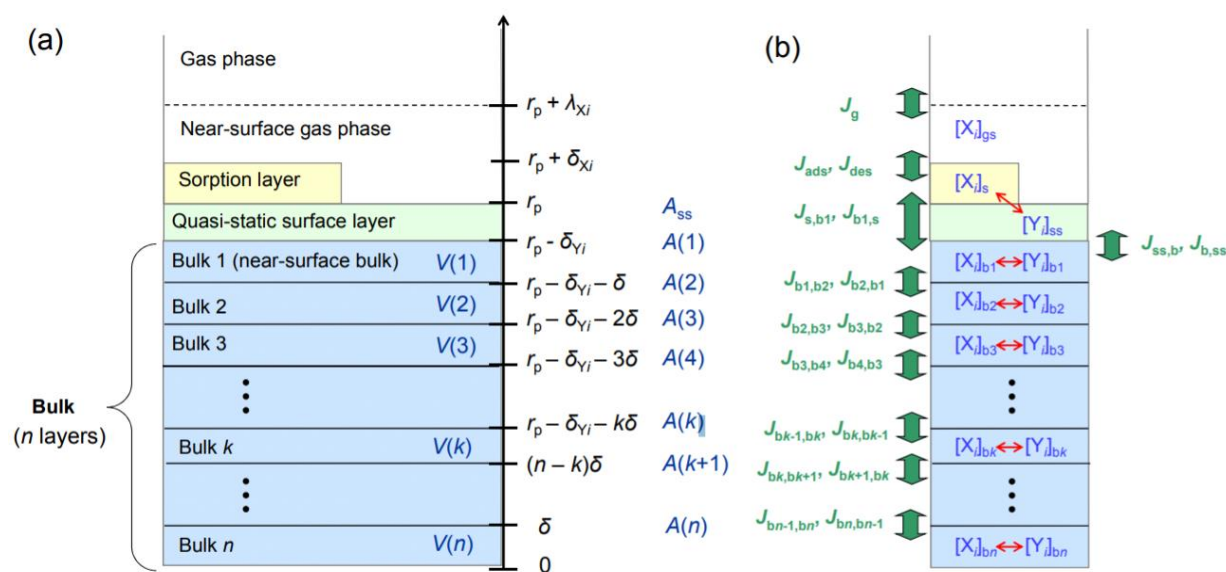 (a)
Gas phase
Near-surface gas phase
Sorption layer
Quasi-static surface layer
Bulk 1 (near-surface bulk) V(1)
Bulk 2 V(2)
Bulk 3 V(3)
Bulk k V(k)
Bulk n V(n)
Bulk
(n layers)
r_p + λ_Xi
r_p + δ_Xi
r_p
r_p - δ_Yi
r_p – δ_Yi – δ
r_p – δ_Yi – 2δ
r_p – δ_Yi – 3δ
r_p – δ_Yi – kδ
(n – k)δ
δ
0
A_ss
A(1)
A(2)
A(3)
A(4)
A(k)
A(k+1)
A(n)
(b)
J_g
J_ads, J_des
J_s,b1, J_b1,s
J_b1,b2, J_b2,b1
J_b2,b3, J_b3,b2
J_b3,b4, J_b4,b3
J_bk-1,bk, J_bk,bk-1
J_bk,bk+1, J_bk+1,bk
J_bn-1,bn, J_bn,bn-1
[X_i]_gs
[X_i]_s
[Y_i]_ss
[X_i]_b1 [Y_i]_b1
[X_i]_b2 [Y_i]_b2
[X_i]_b3 [Y_i]_b3
[X_i]_bk [Y_i]_bk
[X_i]_bn [Y_i]_bn
J_ss,b, J_b,ss